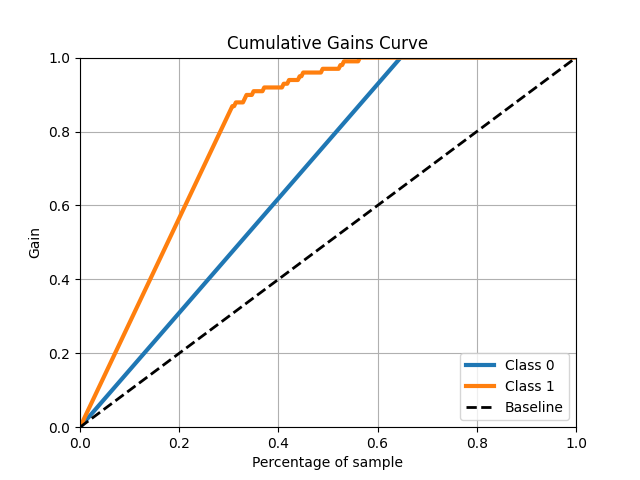 Cumulative Gains Curve
1.0
0.8
0.6
0.4
0.2
0.0
Gain
0.0 0.2 0.4 0.6 0.8 1.0
Percentage of sample
Class 0
Class 1
Baseline